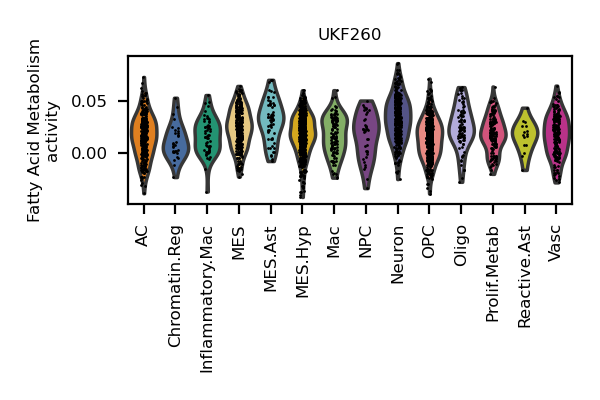 UKF260
Fatty Acid Metabolism
activity
0.05
0.00
AC
Chromatin.Reg
Inflammatory.Mac
MES
MES.Ast
MES.Hyp
Mac
NPC
Neuron
OPC
Oligo
Prolif.Metab
Reactive.Ast
Vasc